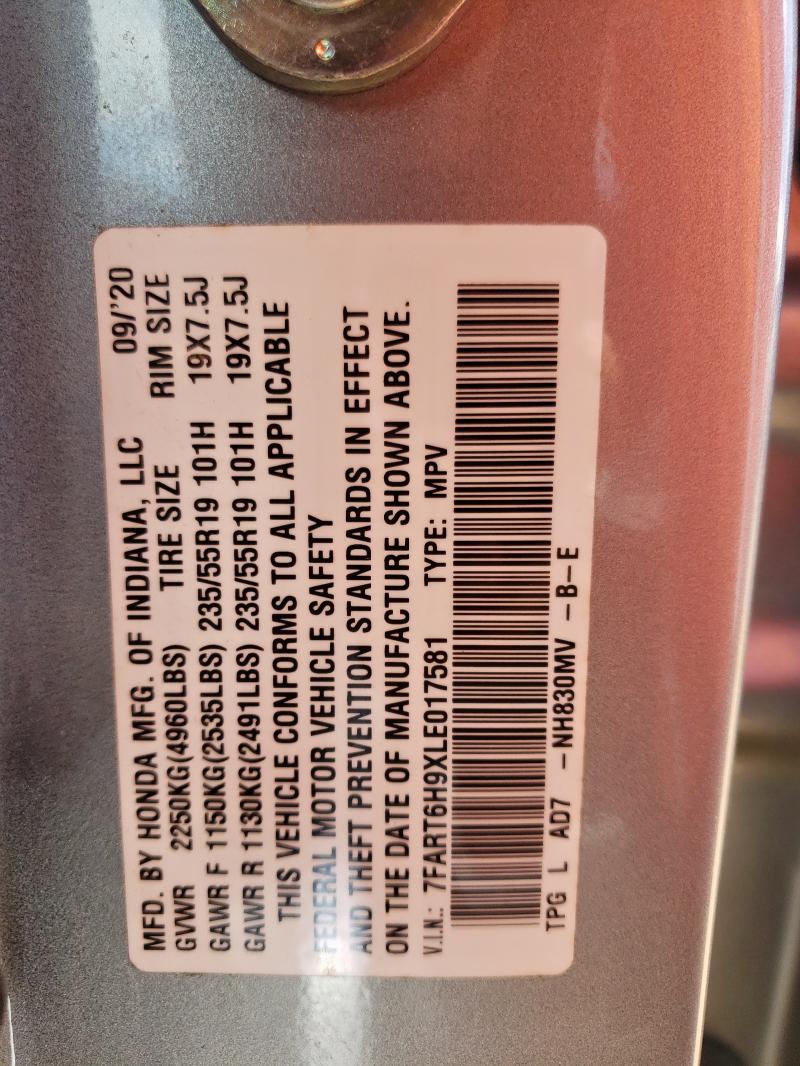 MFD. BY HONDA MFG. OF INDIANA, LLC 09/'20
GVWR 2250KG(4960LBS) TIRE SIZE RIM SIZE
GAWR F 1150KG(2535LBS) 235/55R19 101H 19X7.5J
GAWR R 1130KG(2491LBS) 235/55R19 101H 19X7.5J
THIS VEHICLE CONFORMS TO ALL APPLICABLE
FEDERAL MOTOR VEHICLE SAFETY
AND THEFT PREVENTION STANDARDS IN EFFECT
ON THE DATE OF MANUFACTURE SHOWN ABOVE.
V.I.N.: 7FART6H9XLE017581 TYPE: MPV
TPG L AD7 -NH830MV -B-E